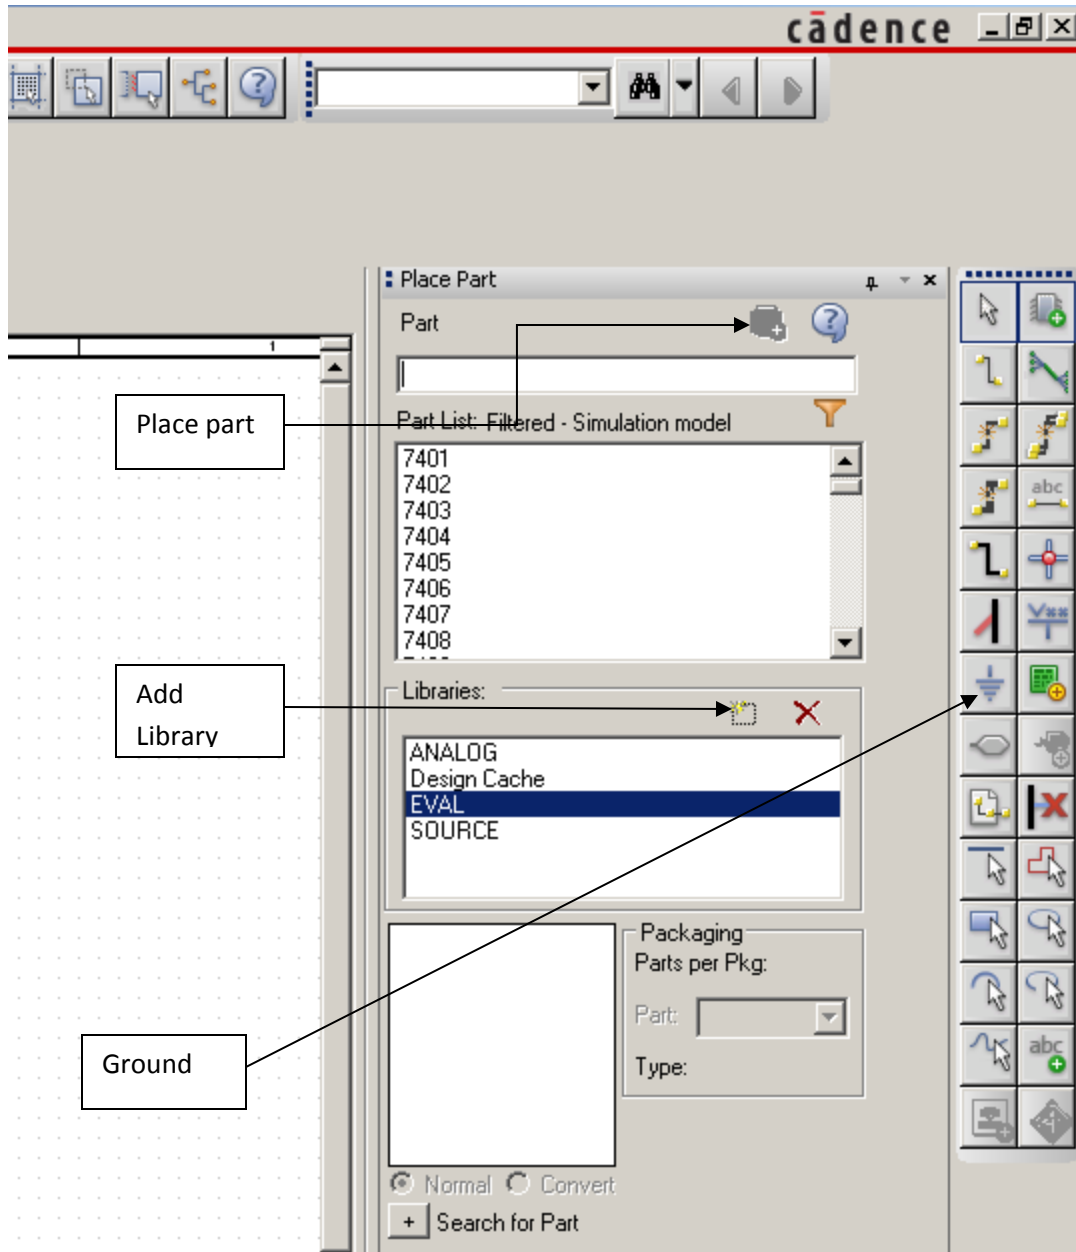 cādence
Place Part
Part
1
Place part
Part List: Filtered - Simulation model
7401
7402
7403
7404
7405
7406
7407
7408
abc
V××
Add
Library
Libraries:
ANALOG
Design Cache
EVAL
SOURCE
Packaging
Parts per Pkg:
Part:
Type:
Ground
abc
Normal
Convert
+ Search for Part